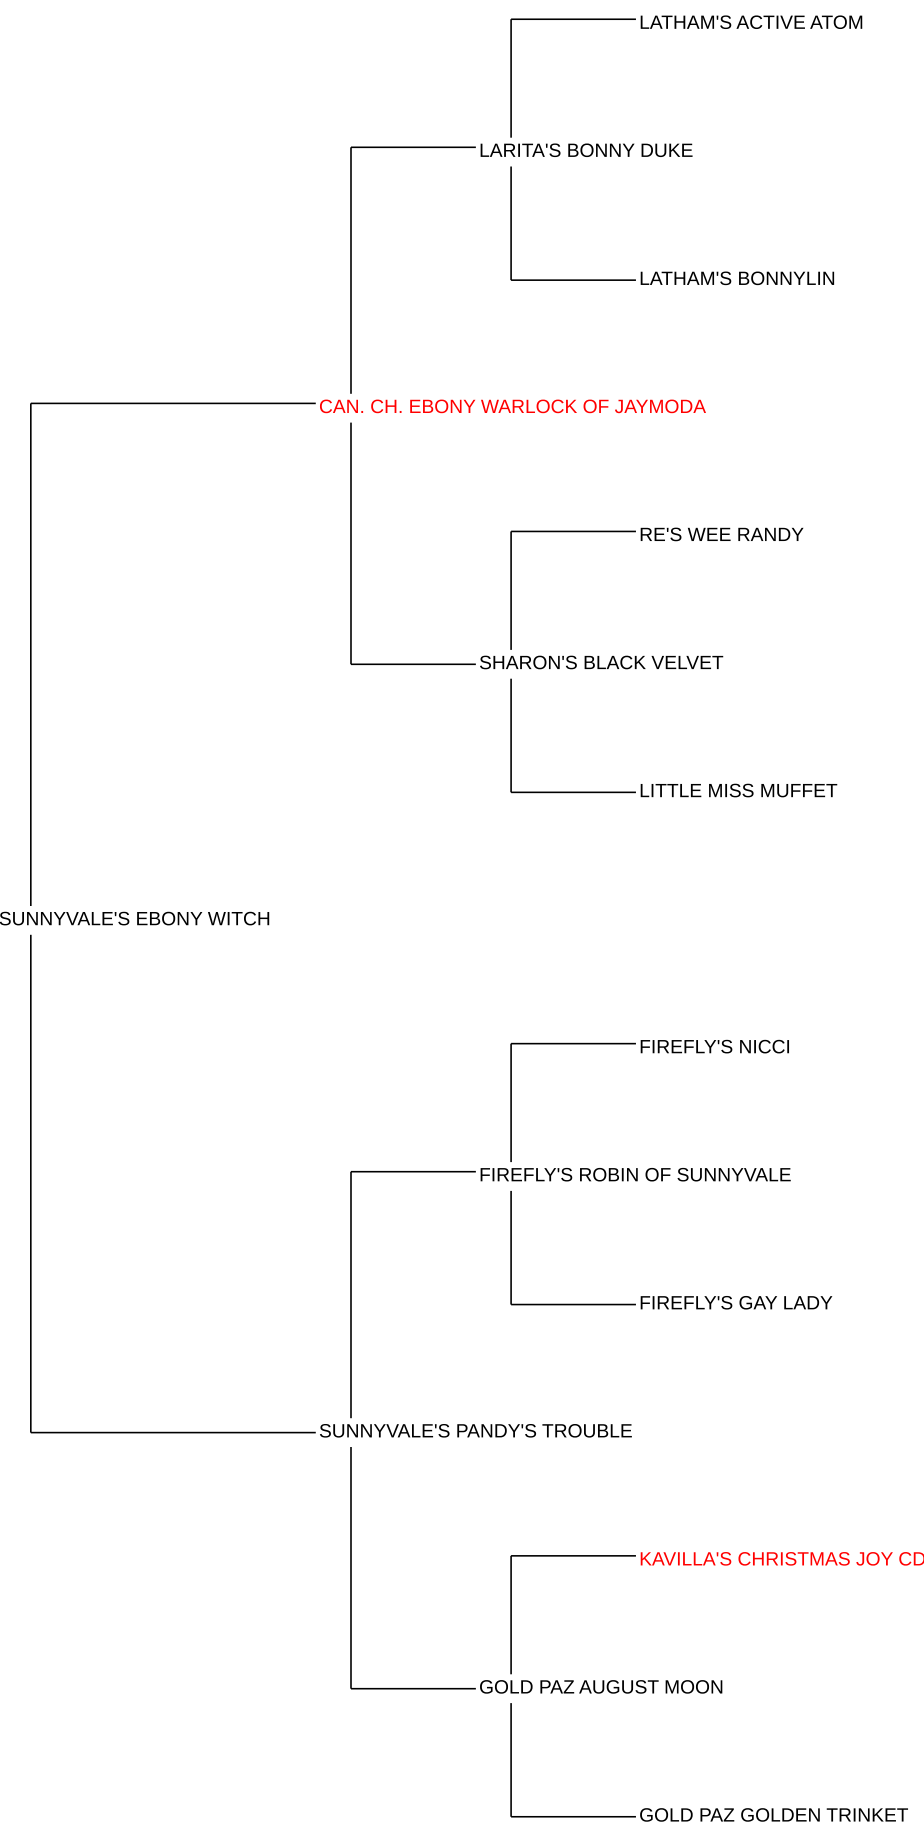 LATHAM'S ACTIVE ATOM
LARITA'S BONNY DUKE
LATHAM'S BONNYLIN
CAN. CH. EBONY WARLOCK OF JAYMODA
RE'S WEE RANDY
SHARON'S BLACK VELVET
LITTLE MISS MUFFET
SUNNYVALE'S EBONY WITCH
FIREFLY'S NICCI
FIREFLY'S ROBIN OF SUNNYVALE
FIREFLY'S GAY LADY
SUNNYVALE'S PANDY'S TROUBLE
KAVILLA'S CHRISTMAS JOY CD
GOLD PAZ AUGUST MOON
GOLD PAZ GOLDEN TRINKET